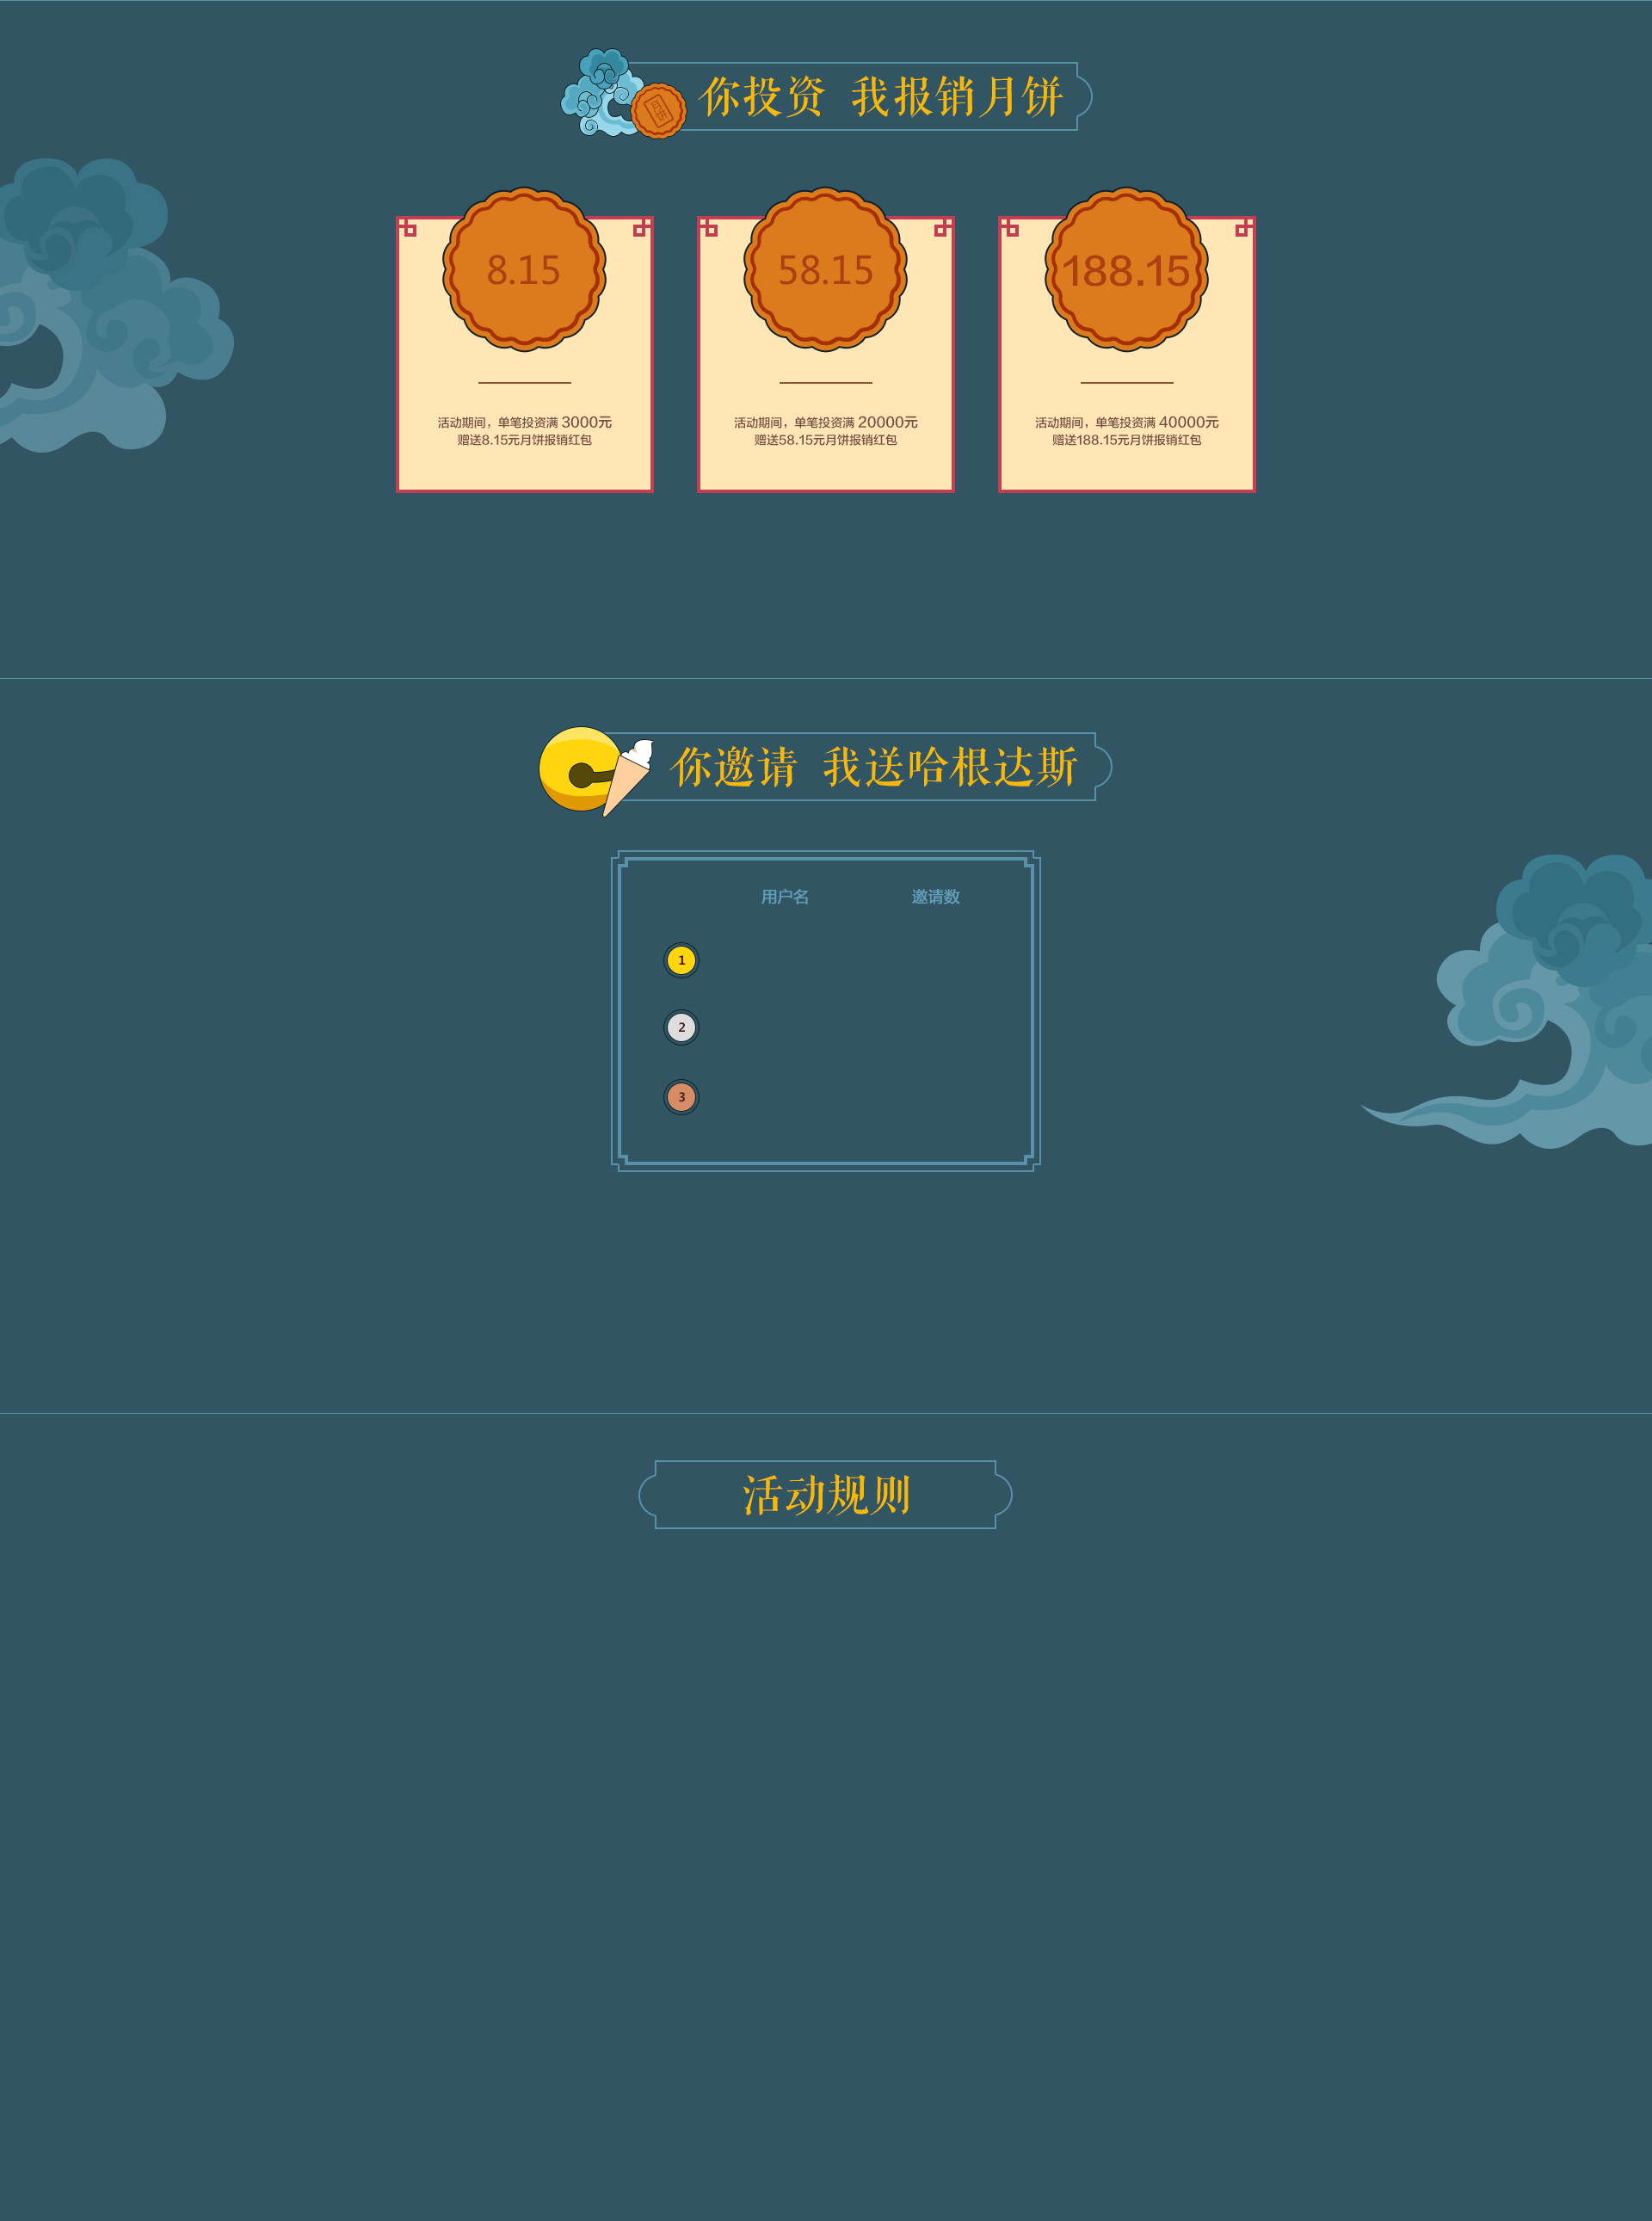 你投资 我报销月饼
8.15
58.15
188.15
活动期间，单笔投资满 3000元
赠送8.15元月饼报销红包
活动期间，单笔投资满 20000元
赠送58.15元月饼报销红包
活动期间，单笔投资满 40000元
赠送188.15元月饼报销红包
你邀请 我送哈根达斯
用户名 邀请数
1
2
3
活动规则